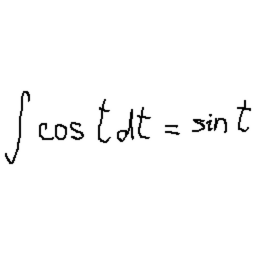 ∫ cos t dt = sin t